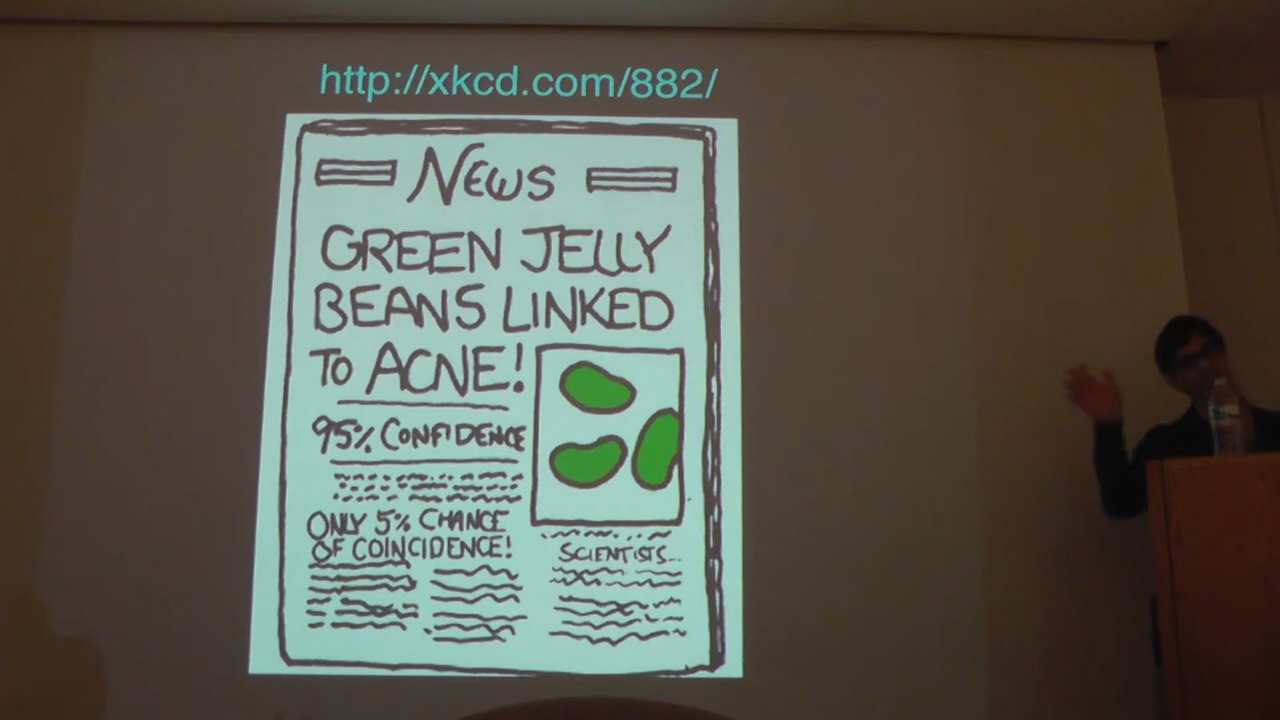 http://xkcd.com/882/
NEWS
GREEN JELLY
BEANS LINKED
TO ACNE!
95% CONFIDENCE
ONLY 5% CHANCE
OF COINCIDENCE!
SCIENTISTS...